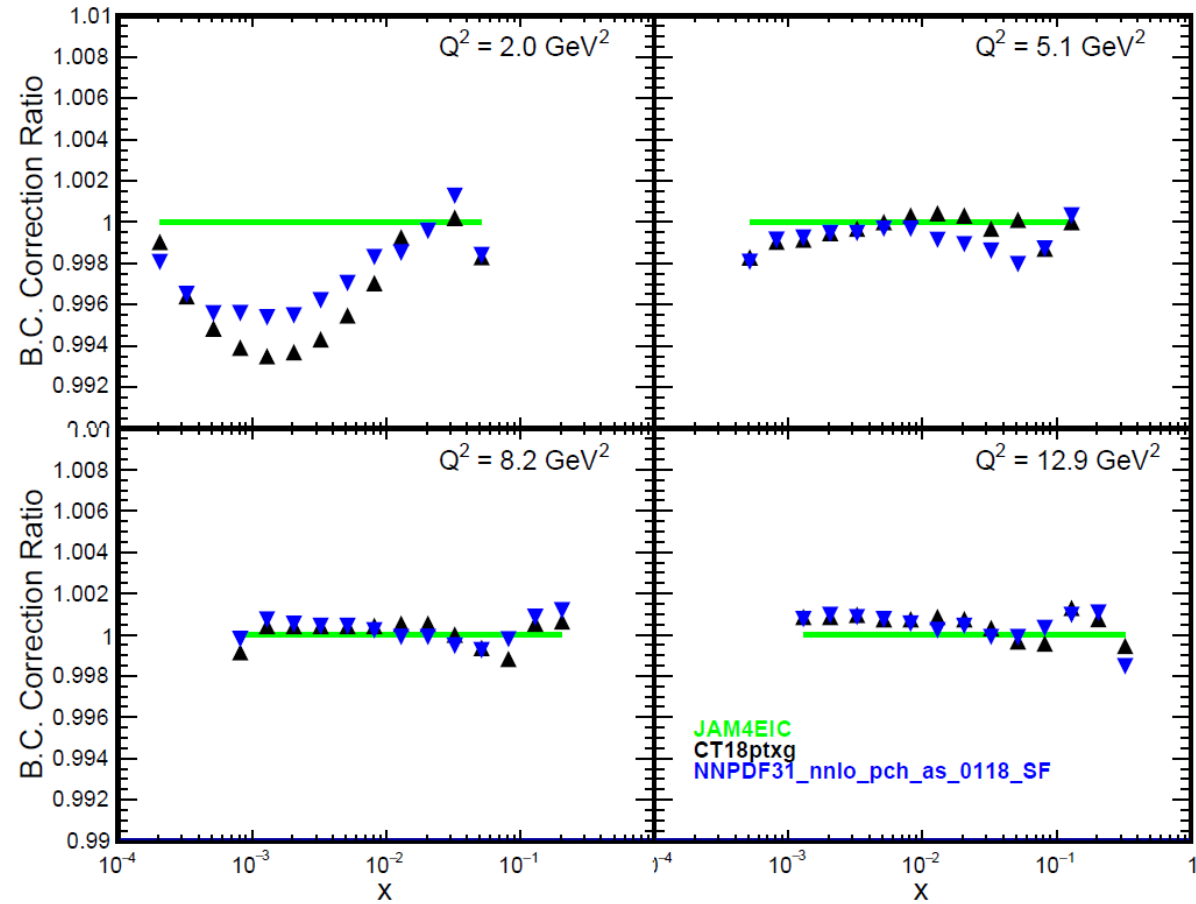 1.01
1.008
1.006
1.004
1.002
1
0.998
0.996
0.994
0.992
B.C. Correction Ratio
Q² = 2.0 GeV²
Q² = 5.1 GeV²
1.008
1.006
1.004
1.002
1
0.998
0.996
0.994
0.992
0.99
B.C. Correction Ratio
Q² = 8.2 GeV²
Q² = 12.9 GeV²
JAM4EIC
CT18ptxg
NNPDF31_nnlo_pch_as_0118_SF
10⁻⁴ 10⁻³ 10⁻² 10⁻¹
10⁻³ 10⁻² 10⁻¹ 1
X
X